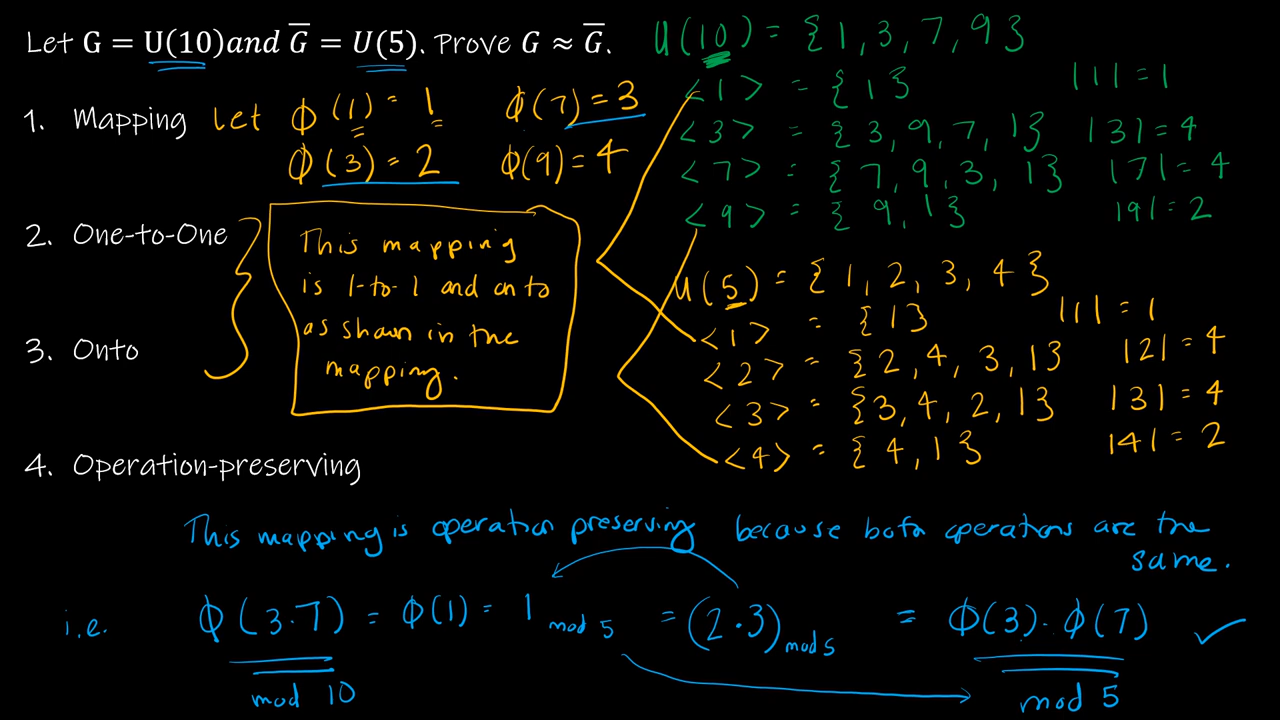 Let G = U(10)and G̅ = U(5). Prove G ≈ G̅.
U(10) = {1, 3, 7, 9}
<1> = {1} |1| = 1
<3> = {3, 9, 7, 1} |3| = 4
<7> = {7, 9, 3, 1} |7| = 4
<9> = {9, 1} |9| = 2
1. Mapping Let ϕ(1) = 1 ϕ(7) = 3
ϕ(3) = 2 ϕ(9) = 4
2. One-to-One
3. Onto
This mapping
is 1-to-1 and onto
as shown in the
mapping.
U(5) = {1, 2, 3, 4}
<1> = {1} |1| = 1
<2> = {2, 4, 3, 1} |2| = 4
<3> = {3, 4, 2, 1} |3| = 4
<4> = {4, 1} |4| = 2
4. Operation-preserving
This mapping is operation preserving because both operations are the
same.
i.e. ϕ(3·7) = ϕ(1) = 1 mod 5 = (2·3) mod 5 = ϕ(3)·ϕ(7) ✓
mod 10 mod 5